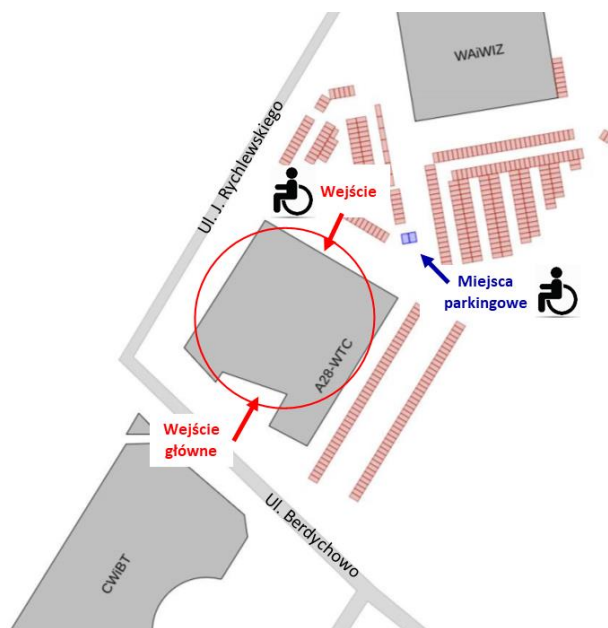 WAiWIZ
Ul. J. Rychlewskiego
Wejście
Miejsca
parkingowe
A28-WTC
Wejście
główne
Ul. Berdychowo
CWiBT